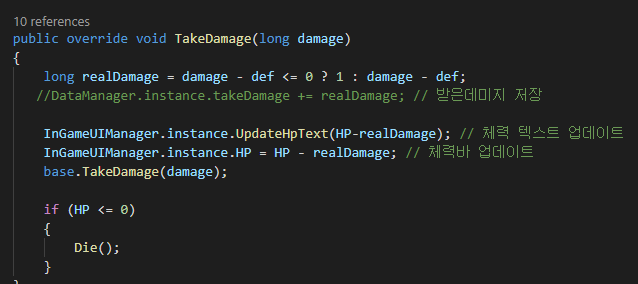 10 references
public override void TakeDamage(long damage)
{
long realDamage = damage - def <= 0 ? 1 : damage - def;
//DataManager.instance.takeDamage += realDamage; // 받은데미지 저장
InGameUIManager.instance.UpdateHpText(HP-realDamage); // 체력 텍스트 업데이트
InGameUIManager.instance.HP = HP - realDamage; // 체력바 업데이트
base.TakeDamage(damage);
if (HP <= 0)
{
Die();
}
}